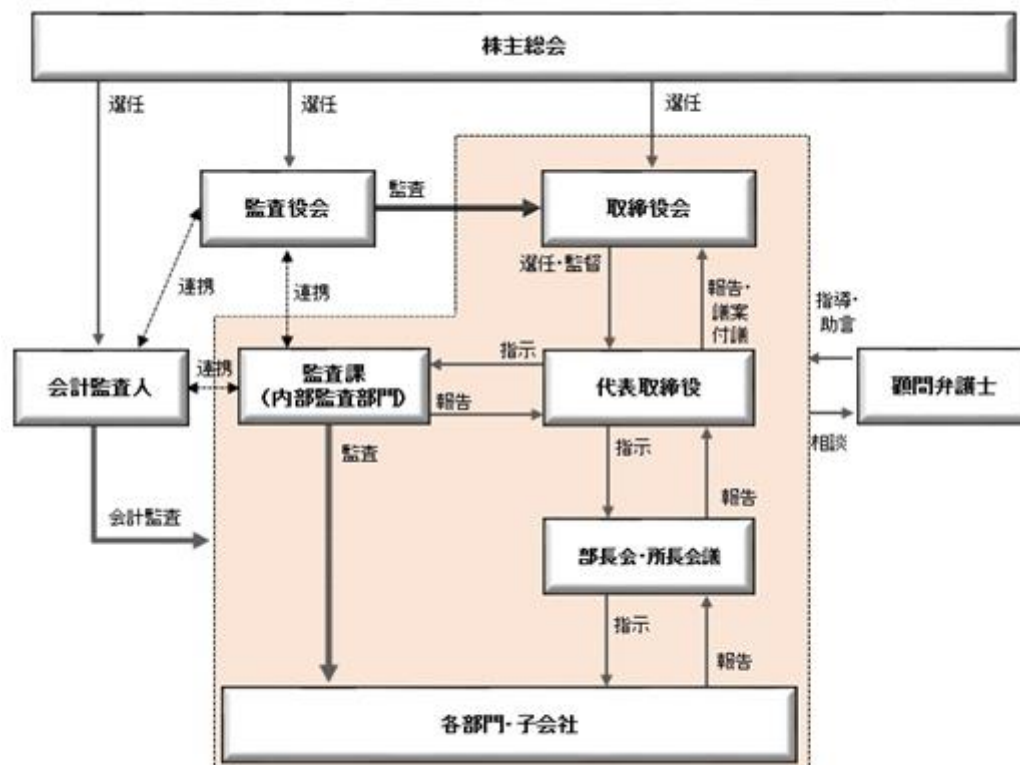 株主総会
選任
選任
選任
監査役会
監査
取締役会
選任・監督
連携
連携
報告・
議案
付議
指導・
助言
会計監査人
連携
監査課
(内部監査部門)
指示
報告
代表取締役
顧問弁護士
相談
監査
指示
報告
会計監査
部長会・所長会議
指示
報告
各部門・子会社